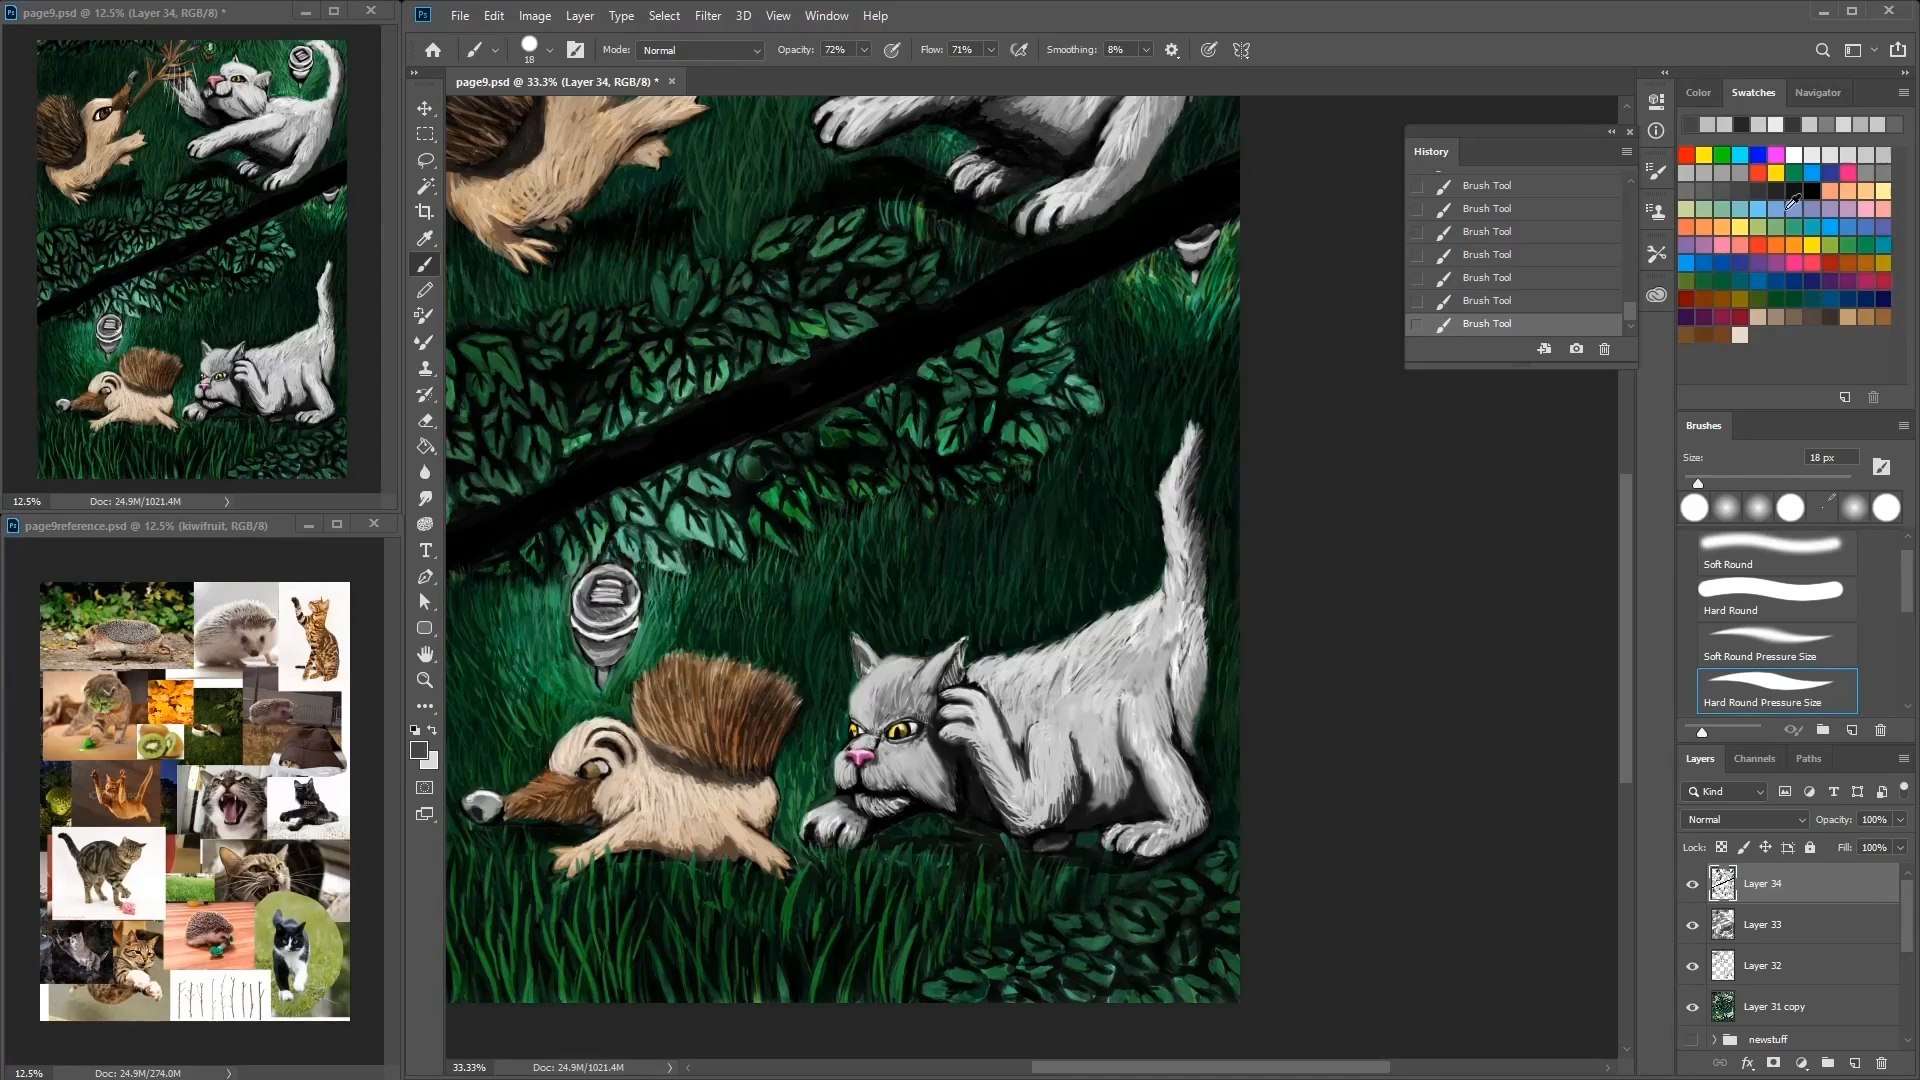 page9.psd @ 12.5% (Layer 34, RGB/8) *
12.5%
Doc: 24.9M/1021.4M
page9reference.psd @ 12.5% (kiwifruit, RGB/8)
12.5%
Doc: 24.9M/274.0M
Ps File Edit Image Layer Type Select Filter 3D View Window Help
18
Mode: Normal Opacity: 72% Flow: 71% Smoothing: 8%
page9.psd @ 33.3% (Layer 34, RGB/8) *
History
Brush Tool
Brush Tool
Brush Tool
Brush Tool
Brush Tool
Brush Tool
Brush Tool
33.33%
Doc: 24.9M/1021.4M
Color Swatches Navigator
Brushes
Size: 18 px
Soft Round
Hard Round
Soft Round Pressure Size
Hard Round Pressure Size
Layers Channels Paths
Kind
Normal Opacity: 100%
Lock: Fill: 100%
Layer 34
Layer 33
Layer 32
Layer 31 copy
newstuff
fx